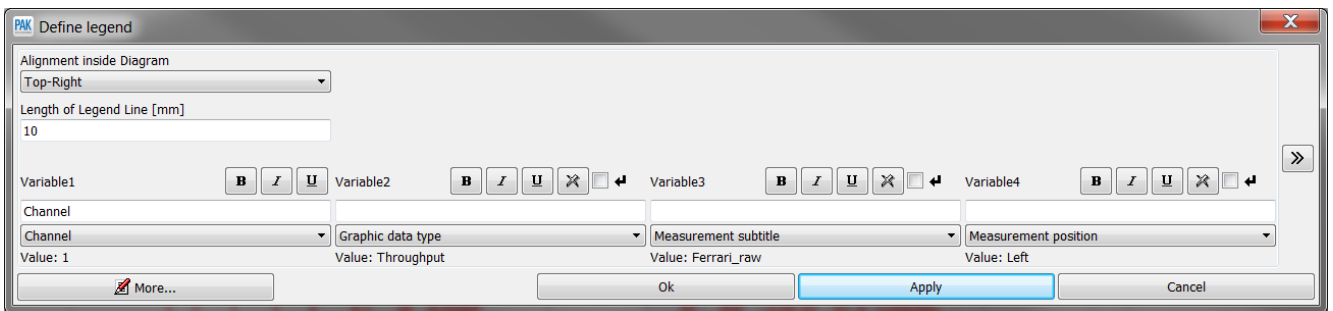 PAK Define legend X
Alignment inside Diagram
Top-Right
Length of Legend Line [mm]
10
Variable1 B I U Variable2 B I U Variable3 B I U Variable4 B I U
Channel
Channel Graphic data type Measurement subtitle Measurement position
Value: 1 Value: Throughput Value: Ferrari_raw Value: Left
More... Ok Apply Cancel